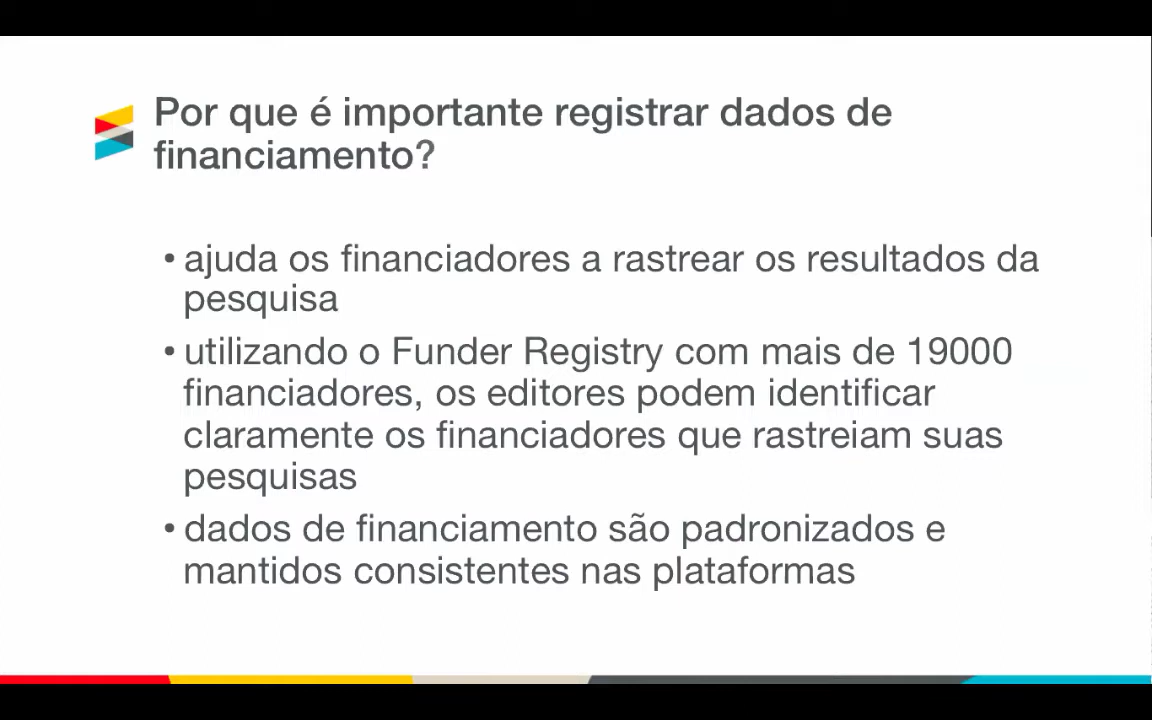 Por que é importante registrar dados de
financiamento?
• ajuda os financiadores a rastrear os resultados da
pesquisa
• utilizando o Funder Registry com mais de 19000
financiadores, os editores podem identificar
claramente os financiadores que rastreiam suas
pesquisas
• dados de financiamento são padronizados e
mantidos consistentes nas plataformas